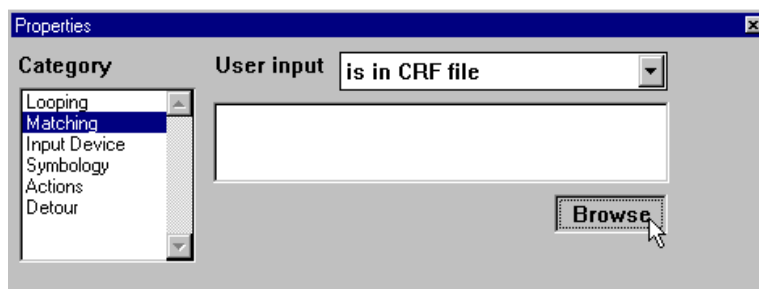 Properties
Category
User input
is in CRF file
Looping
Matching
Input Device
Symbology
Actions
Detour
Browse